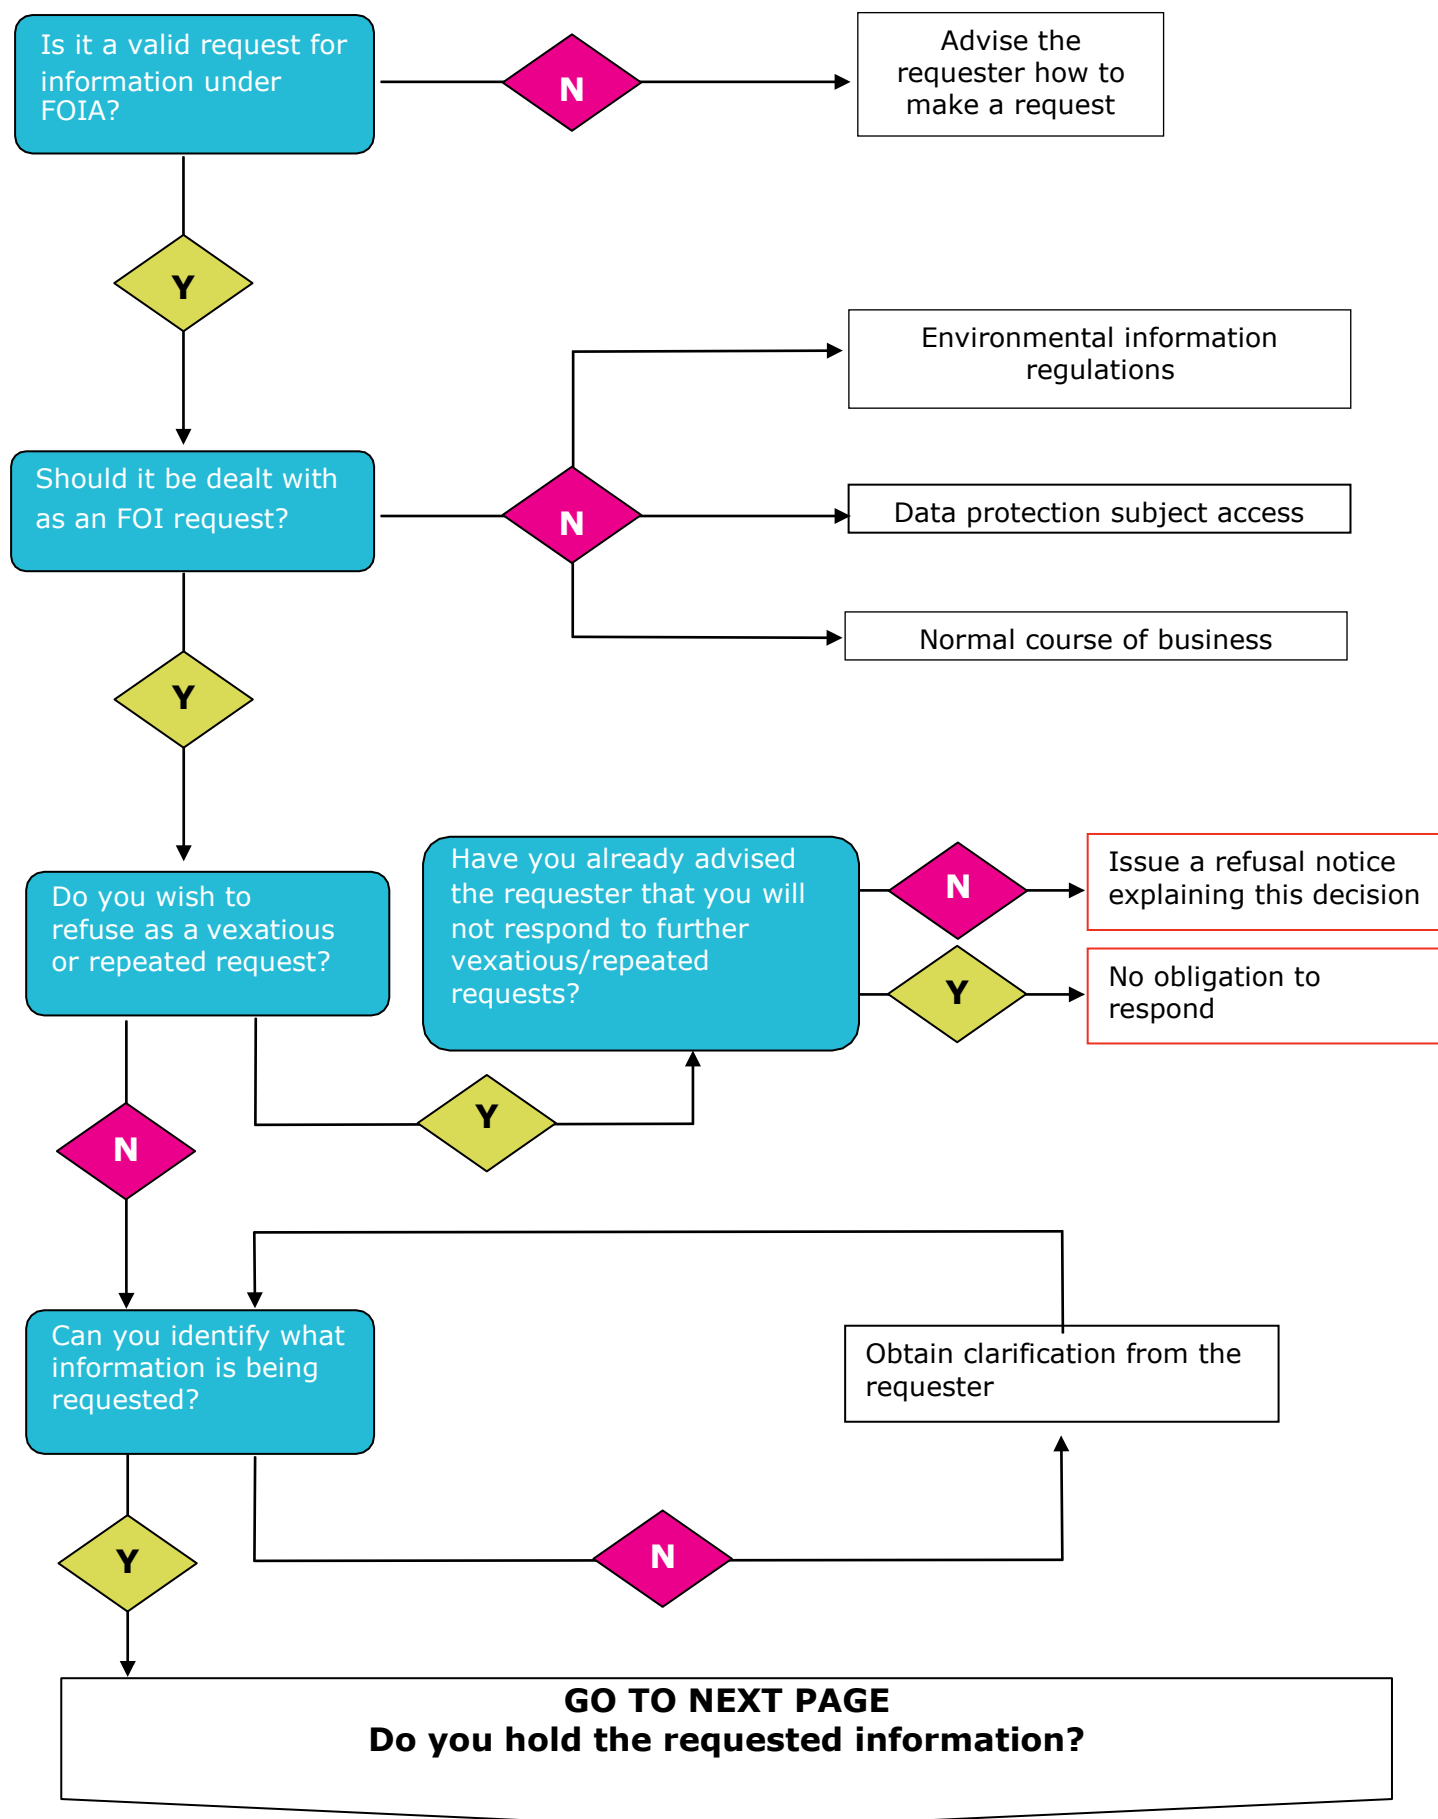 Is it a valid request for
information under
FOIA?
N
Advise the
requester how to
make a request
Y
Environmental information
regulations
Should it be dealt with
as an FOI request?
N
Data protection subject access
Normal course of business
Y
Do you wish to
refuse as a vexatious
or repeated request?
Have you already advised
the requester that you will
not respond to further
vexatious/repeated
requests?
N
Issue a refusal notice
explaining this decision
Y
No obligation to
respond
Y
N
Can you identify what
information is being
requested?
Obtain clarification from the
requester
Y
N
GO TO NEXT PAGE
Do you hold the requested information?